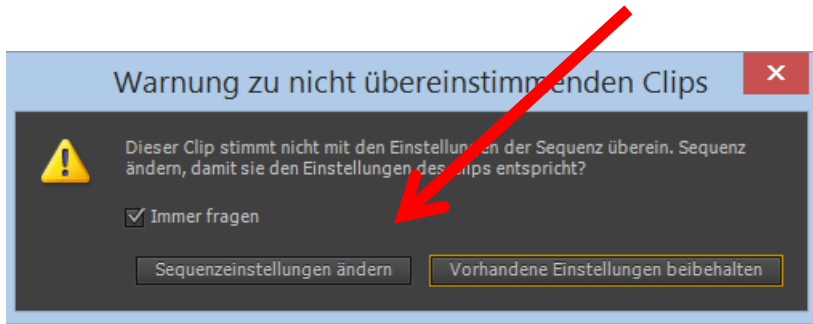 Warnung zu nicht übereinstimmenden Clips
Dieser Clip stimmt nicht mit den Einstellungen der Sequenz überein. Sequenz
ändern, damit sie den Einstellungen des Clips entspricht?
Immer fragen
Sequenzeinstellungen ändern
Vorhandene Einstellungen beibehalten